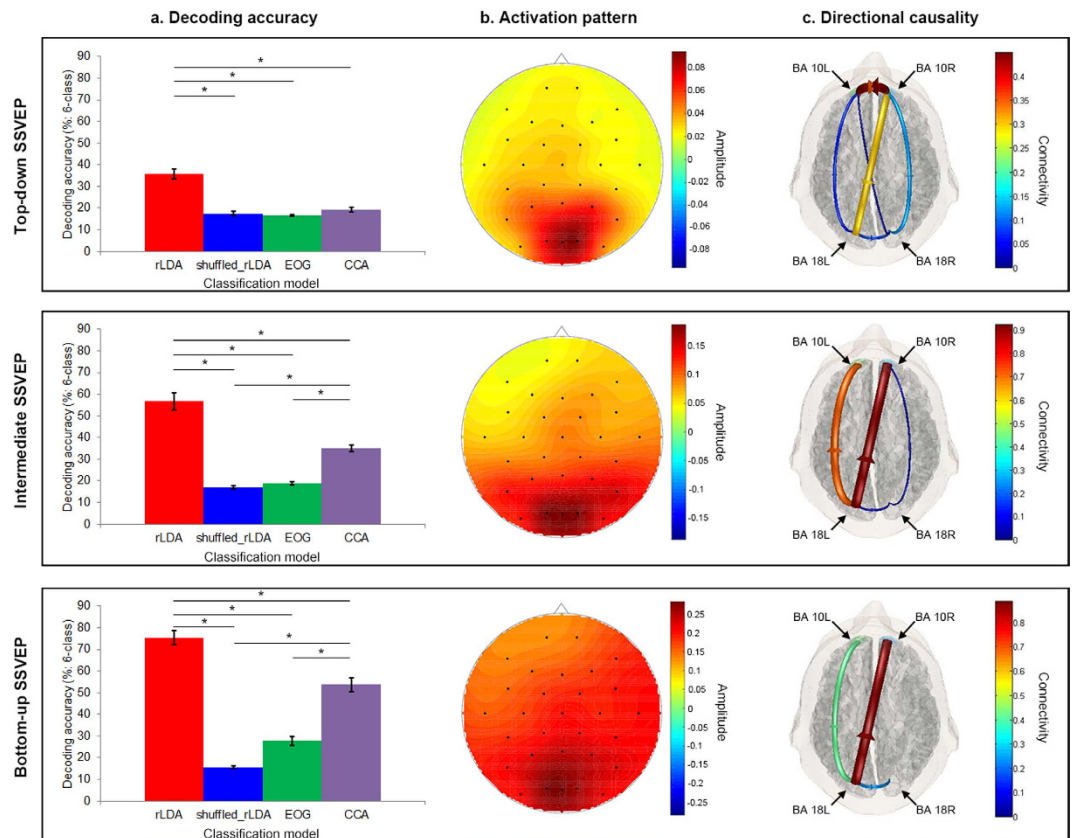 a. Decoding accuracy
b. Activation pattern
c. Directional causality
Top-down SSVEP
Decoding accuracy (%: 6-class)
90
80
70
60
50
40
30
20
10
0
*
*
*
rLDA shuffled_rLDA EOG CCA
Classification model
0.08
0.06
0.04
0.02
0
-0.02
-0.04
-0.06
-0.08
Amplitude
BA 10L
BA 10R
BA 18L
BA 18R
0.4
0.35
0.3
0.25
0.2
0.15
0.1
0.05
0
Connectivity
Intermediate SSVEP
Decoding accuracy (%: 6-class)
90
80
70
60
50
40
30
20
10
0
*
*
*
*
*
rLDA shuffled_rLDA EOG CCA
Classification model
0.15
0.1
0.05
0
-0.05
-0.1
-0.15
Amplitude
BA 10L
BA 10R
BA 18L
BA 18R
0.9
0.8
0.7
0.6
0.5
0.4
0.3
0.2
0.1
0
Connectivity
Bottom-up SSVEP
Decoding accuracy (%: 6-class)
90
80
70
60
50
40
30
20
10
0
*
*
*
*
*
rLDA shuffled_rLDA EOG CCA
Classification model
0.25
0.2
0.15
0.1
0.05
0
-0.05
-0.1
-0.15
-0.2
-0.25
Amplitude
BA 10L
BA 10R
BA 18L
BA 18R
0.8
0.7
0.6
0.5
0.4
0.3
0.2
0.1
0
Connectivity